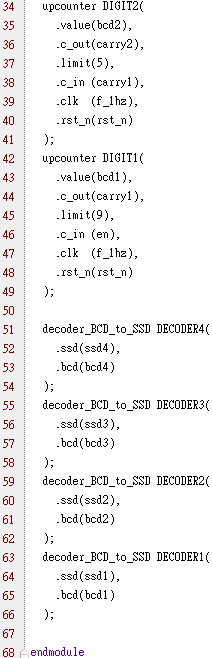 34 upcounter DIGIT2(
35 .value(bcd2),
36 .c_out(carry2),
37 .limit(5),
38 .c_in (carry1),
39 .clk (f_1hz),
40 .rst_n(rst_n)
41 );
42 upcounter DIGIT1(
43 .value(bcd1),
44 .c_out(carry1),
45 .limit(9),
46 .c_in (en),
47 .clk (f_1hz),
48 .rst_n(rst_n)
49 );
50
51 decoder_BCD_to_SSD DECODER4(
52 .ssd(ssd4),
53 .bcd(bcd4)
54 );
55 decoder_BCD_to_SSD DECODER3(
56 .ssd(ssd3),
57 .bcd(bcd3)
58 );
59 decoder_BCD_to_SSD DECODER2(
60 .ssd(ssd2),
61 .bcd(bcd2)
62 );
63 decoder_BCD_to_SSD DECODER1(
64 .ssd(ssd1),
65 .bcd(bcd1)
66 );
67
68 endmodule